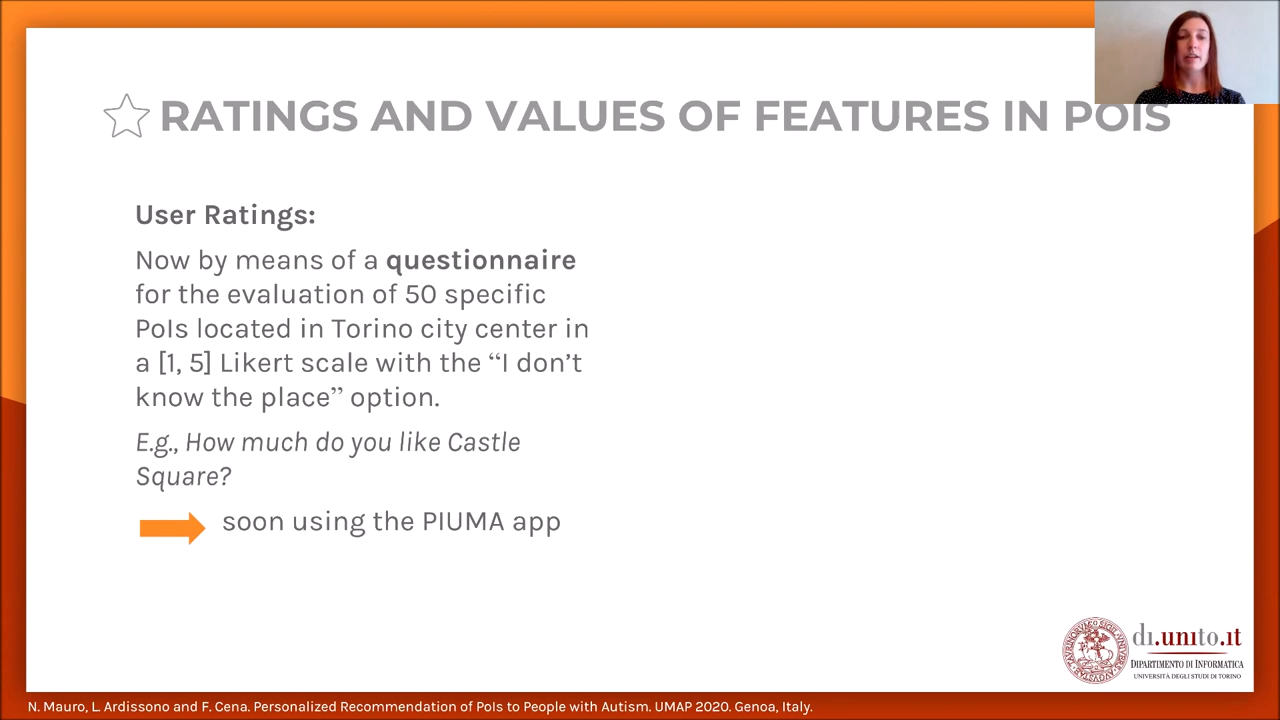 RATINGS AND VALUES OF FEATURES IN POIS
User Ratings:
Now by means of a questionnaire
for the evaluation of 50 specific
PoIs located in Torino city center in
a [1, 5] Likert scale with the “I don’t
know the place” option.
E.g., How much do you like Castle
Square?
soon using the PIUMA app
di.unito.it
DIPARTIMENTO DI INFORMATICA
UNIVERSITÀ DEGLI STUDI DI TORINO
N. Mauro, L. Ardissono and F. Cena. Personalized Recommendation of PoIs to People with Autism. UMAP 2020. Genoa, Italy.